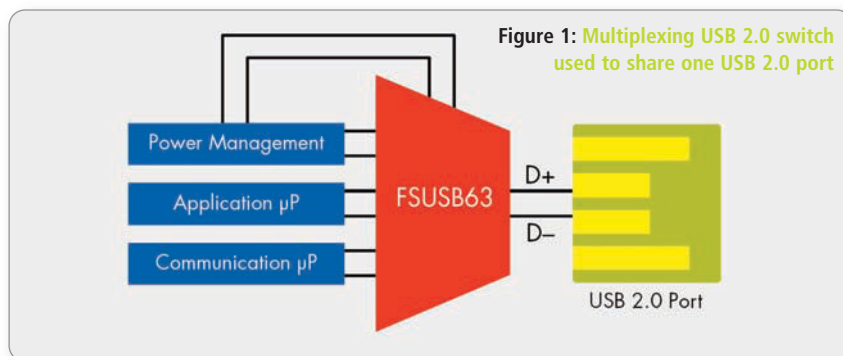 Figure 1: Multiplexing USB 2.0 switch
used to share one USB 2.0 port
Power Management
Application µP
Communication µP
FSUSB63
D+
D–
USB 2.0 Port